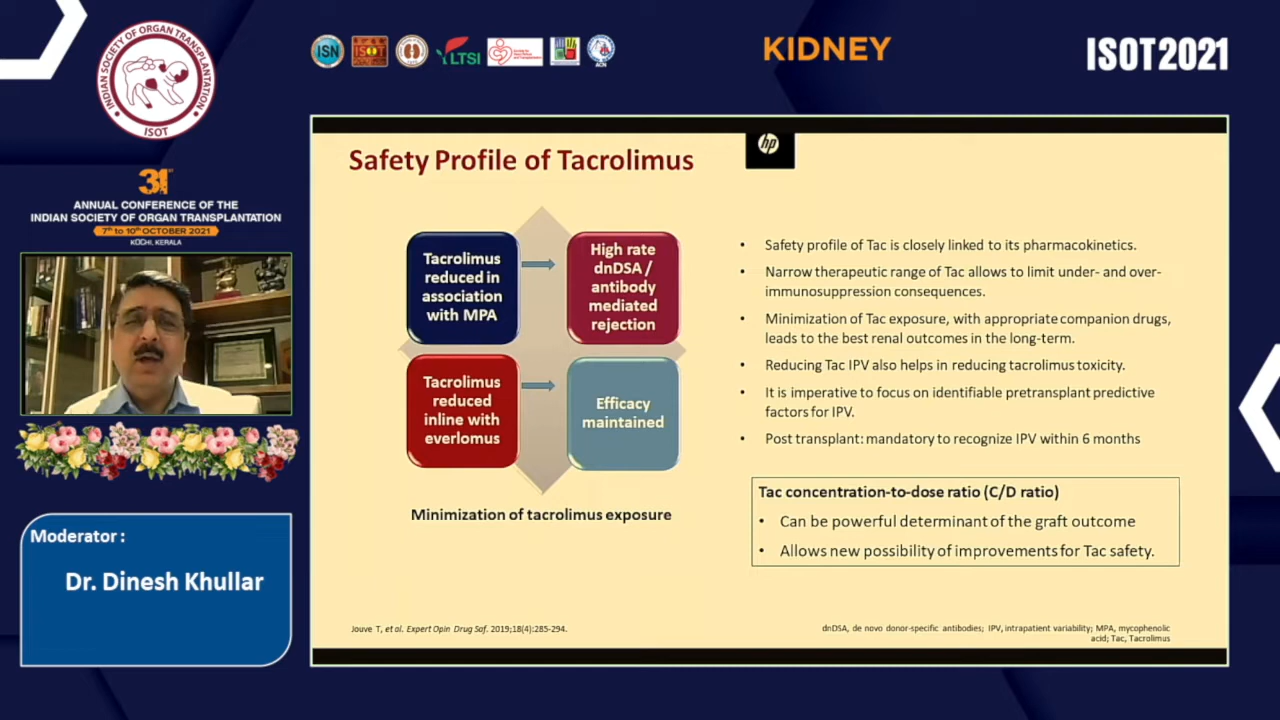 INDIAN SOCIETY OF ORGAN TRANSPLANTATION
ISOT
ISN
ISOT
LTSI
ACN
KIDNEY
ISOT2021
31st
ANNUAL CONFERENCE OF THE
INDIAN SOCIETY OF ORGAN TRANSPLANTATION
7th to 10th OCTOBER 2021
KOCHI, KERALA
hp
Safety Profile of Tacrolimus
Tacrolimus
reduced in
association
with MPA
High rate
dnDSA /
antibody
mediated
rejection
Tacrolimus
reduced
inline with
everlomus
Efficacy
maintained
Minimization of tacrolimus exposure
• Safety profile of Tac is closely linked to its pharmacokinetics.
• Narrow therapeutic range of Tac allows to limit under- and over-
immunosuppression consequences.
• Minimization of Tac exposure, with appropriate companion drugs,
leads to the best renal outcomes in the long-term.
• Reducing Tac IPV also helps in reducing tacrolimus toxicity.
• It is imperative to focus on identifiable pretransplant predictive
factors for IPV.
• Post transplant: mandatory to recognize IPV within 6 months
Tac concentration-to-dose ratio (C/D ratio)
• Can be powerful determinant of the graft outcome
• Allows new possibility of improvements for Tac safety.
Jouve T, et al. Expert Opin Drug Saf. 2019;18(4):285-294.
dnDSA, de novo donor-specific antibodies; IPV, intrapatient variability; MPA, mycophenolic
acid; Tac, Tacrolimus
Moderator :
Dr. Dinesh Khullar